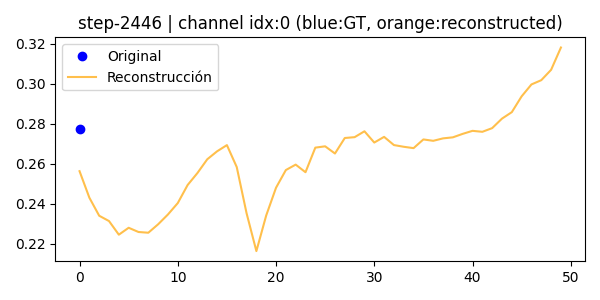 step-2446 | channel idx:0 (blue:GT, orange:reconstructed)
Original
Reconstrucción
0.32
0.30
0.28
0.26
0.24
0.22
0 10 20 30 40 50